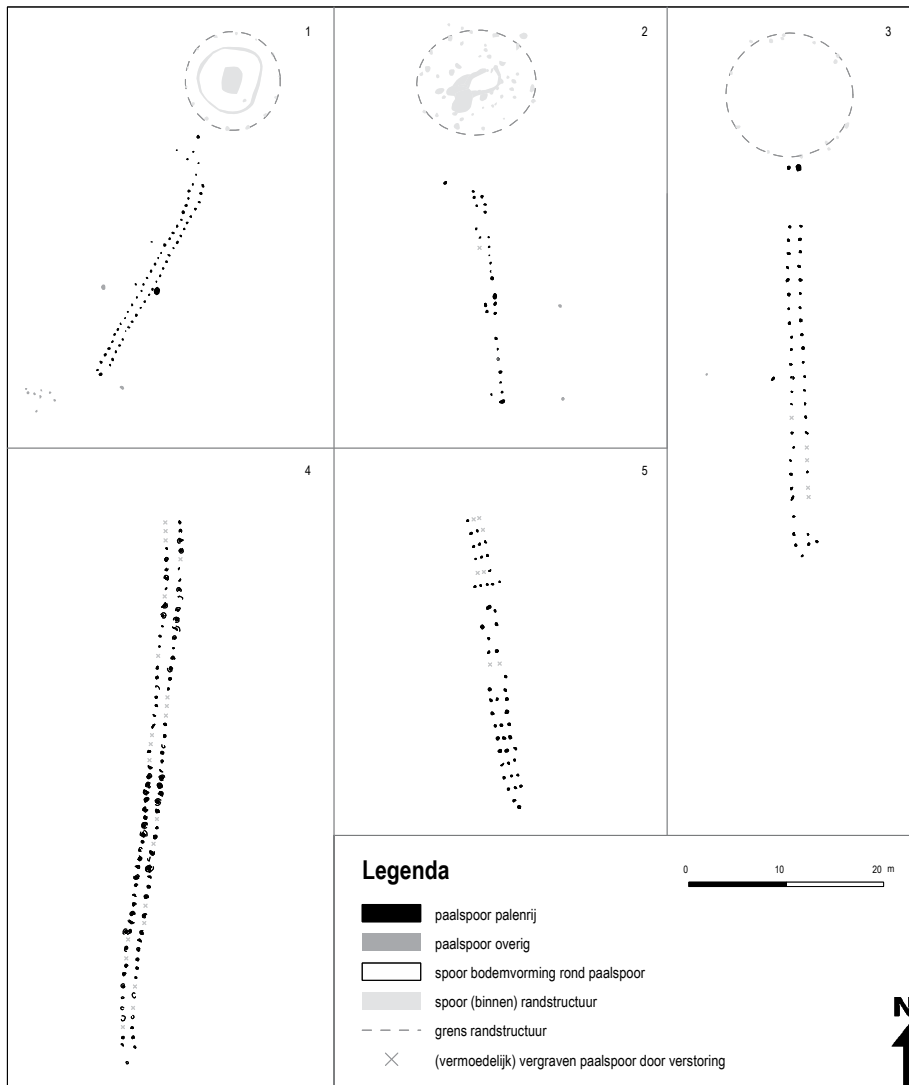 1
2
3
4
5
Legenda
0 10 20 m
paalspoor palenrij
paalspoor overig
spoor bodemvorming rond paalspoor
spoor (binnen) randstructuur
grens randstructuur
(vermoedelijk) vergraven paalspoor door verstoring
N